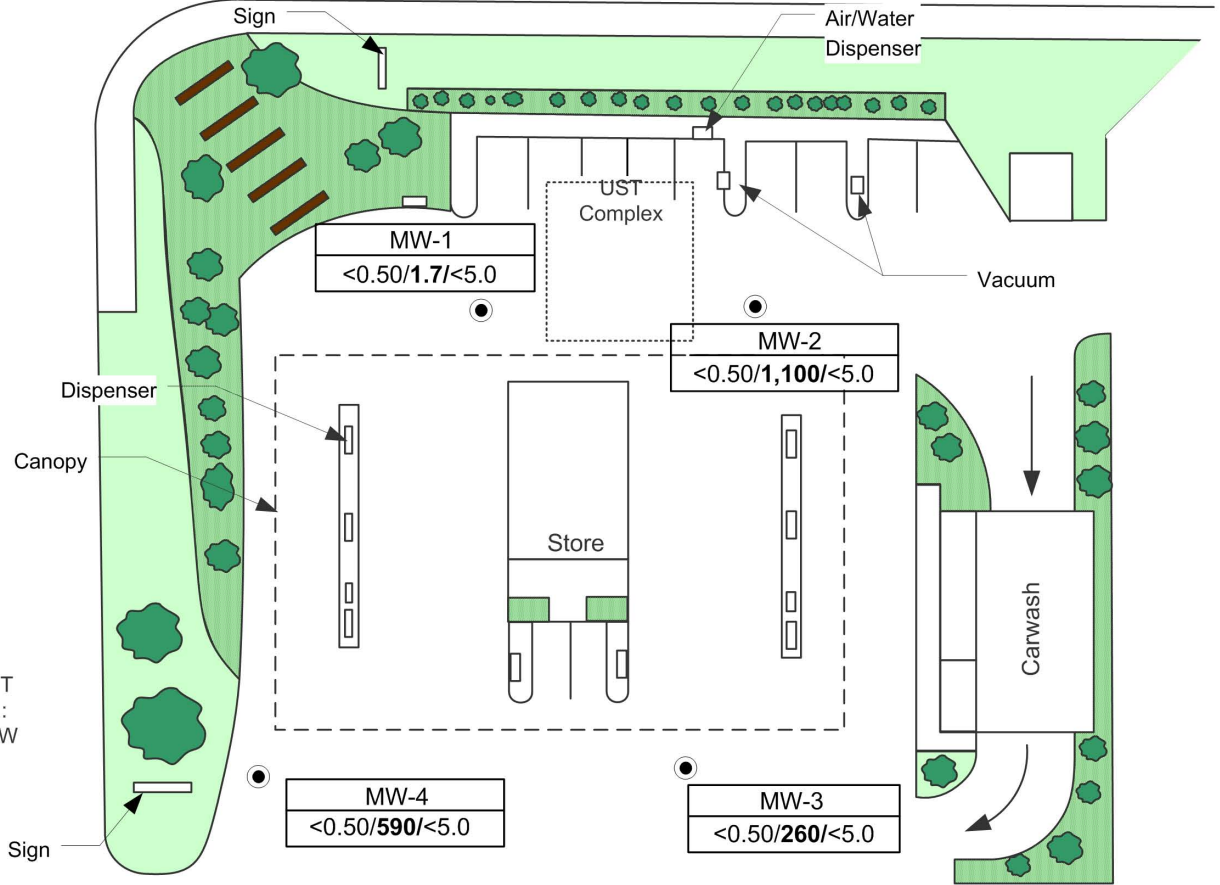 Sign
Air/Water
Dispenser
UST
Complex
MW-1
<0.50/1.7/<5.0
Vacuum
MW-2
<0.50/1,100/<5.0
Dispenser
Canopy
Store
Carwash
T
:
W
MW-4
<0.50/590/<5.0
MW-3
<0.50/260/<5.0
Sign